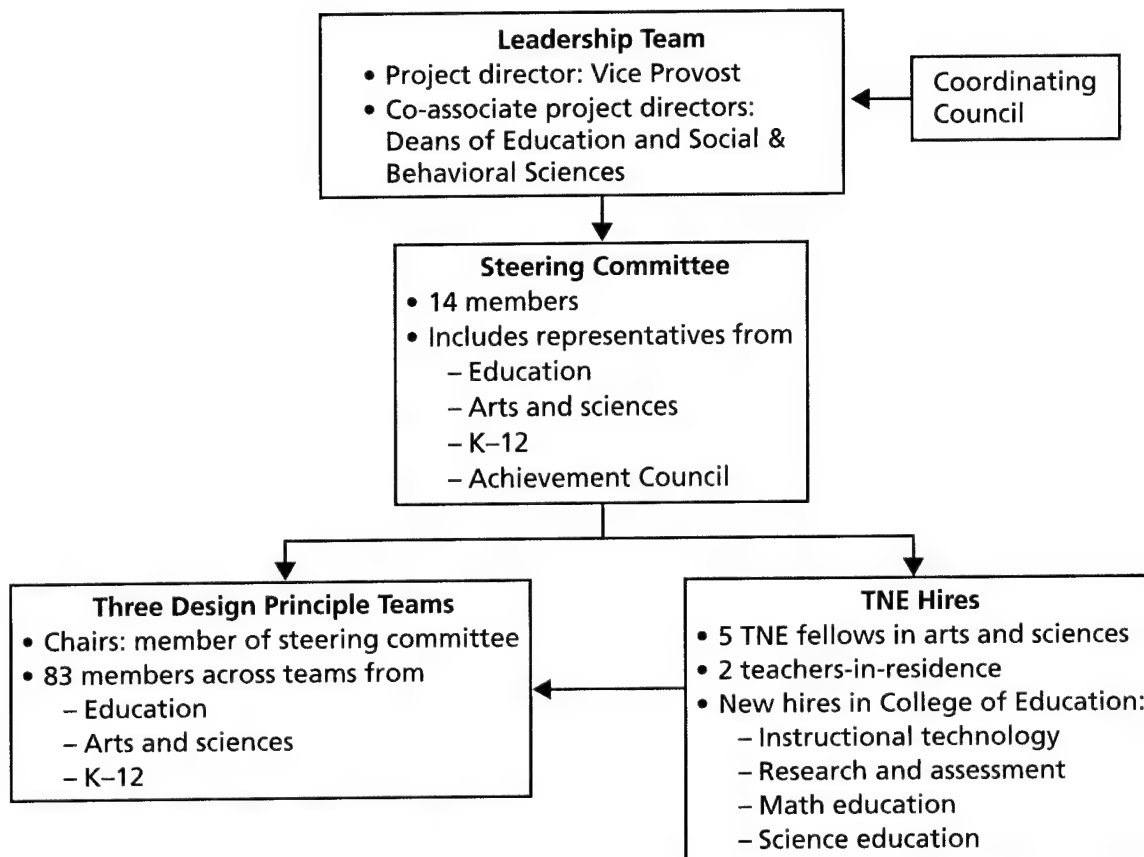 Leadership Team
• Project director: Vice Provost
• Co-associate project directors:
Deans of Education and Social &
Behavioral Sciences
Coordinating
Council
Steering Committee
• 14 members
• Includes representatives from
– Education
– Arts and sciences
– K–12
– Achievement Council
Three Design Principle Teams
• Chairs: member of steering committee
• 83 members across teams from
– Education
– Arts and sciences
– K–12
TNE Hires
• 5 TNE fellows in arts and sciences
• 2 teachers-in-residence
• New hires in College of Education:
– Instructional technology
– Research and assessment
– Math education
– Science education